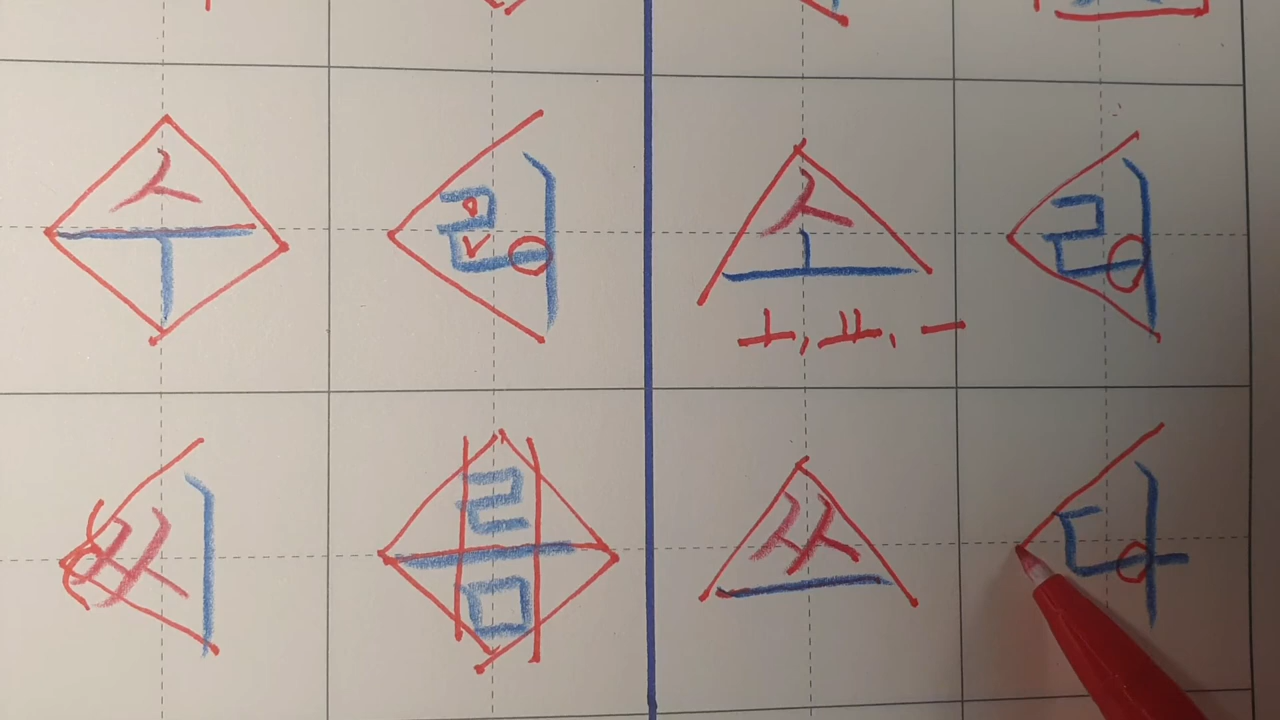 수리 소리
ㅗ, ㅛ, ㅡ
씨름 쓰다